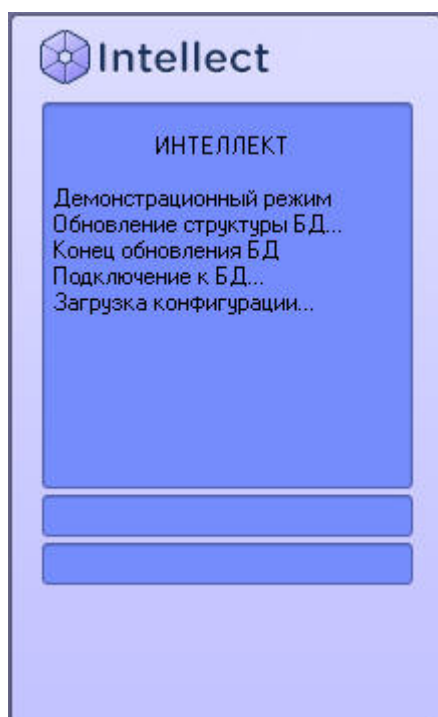 Intellect
ИНТЕЛЛЕКТ
Демонстрационный режим
Обновление структуры БД...
Конец обновления БД
Подключение к БД...
Загрузка конфигурации...